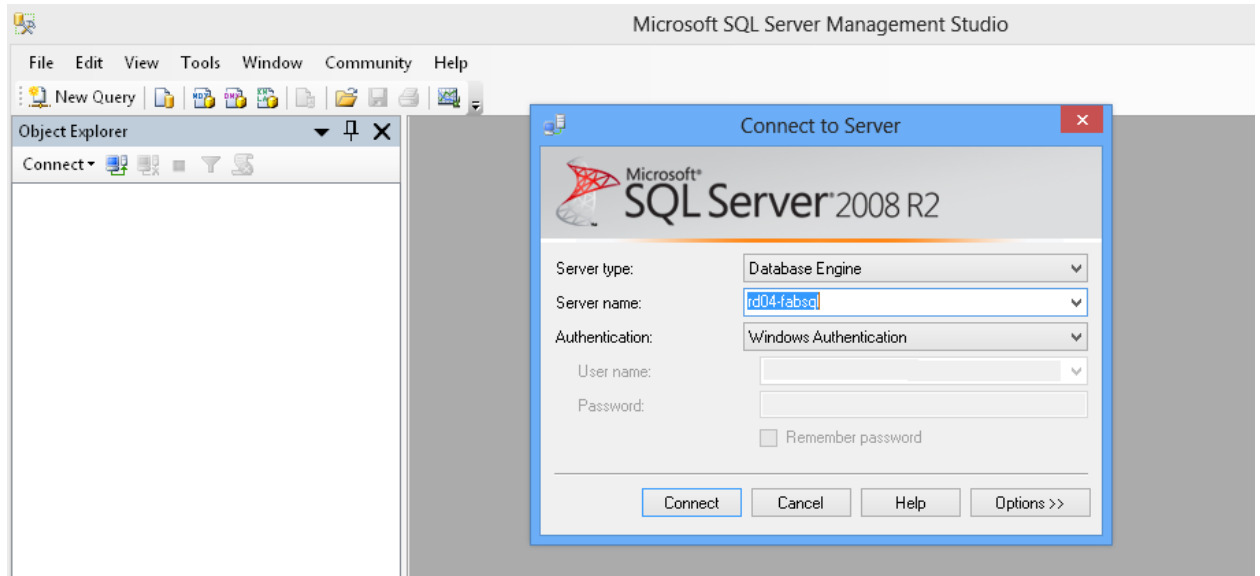 Microsoft SQL Server Management Studio
File Edit View Tools Window Community Help
New Query
Object Explorer
Connect
Connect to Server
Microsoft®
SQL Server® 2008 R2
Server type: Database Engine
Server name: rd04-fabsql
Authentication: Windows Authentication
User name:
Password:
Remember password
Connect Cancel Help Options >>